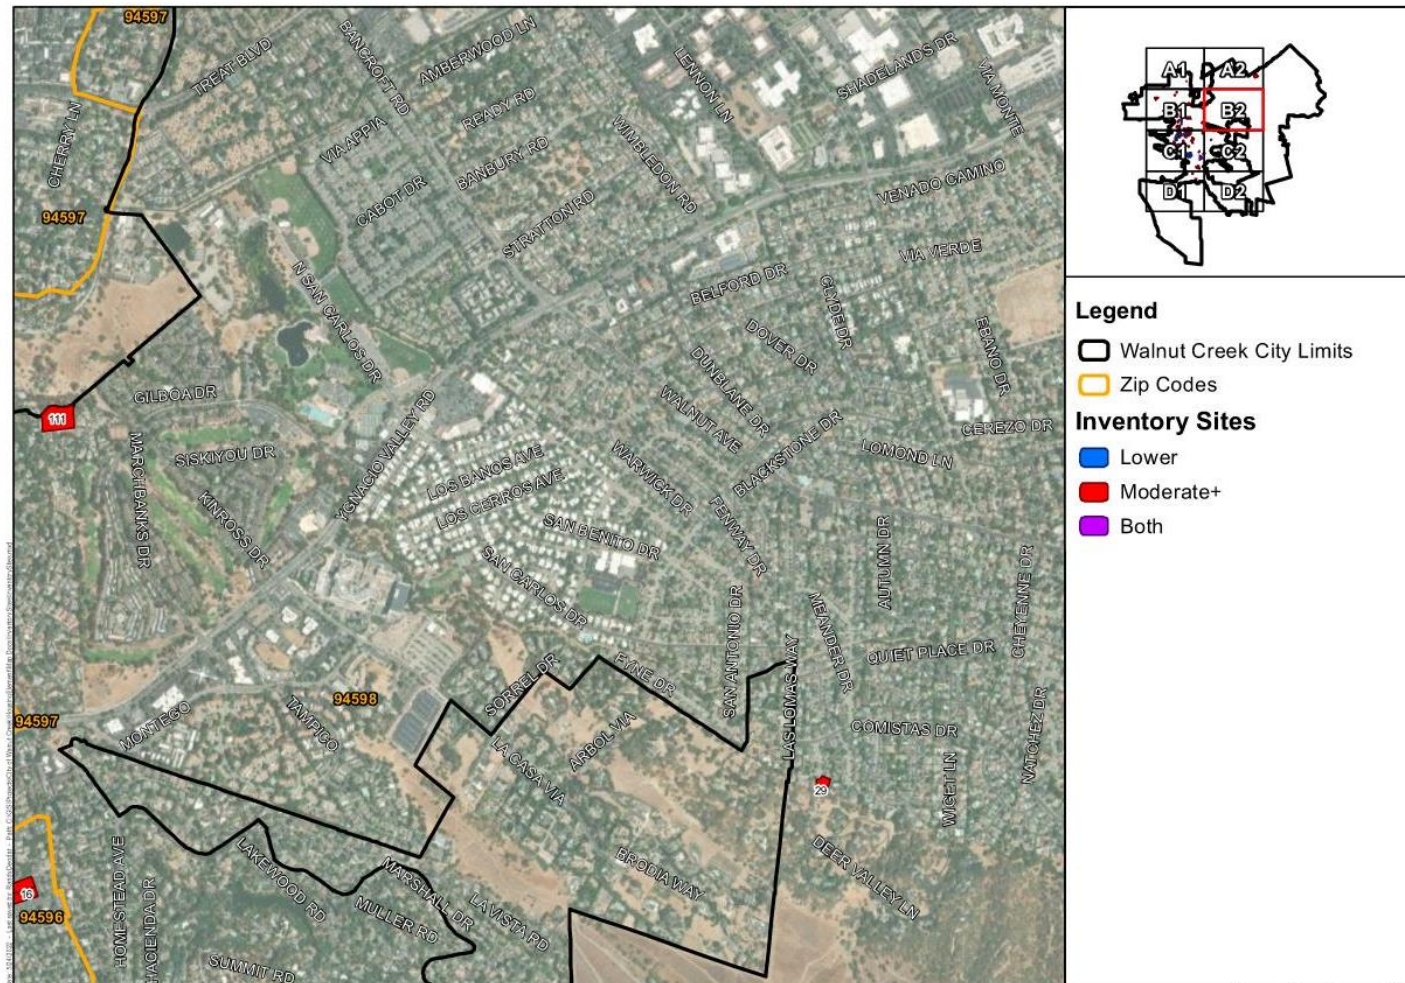 94597
TREAT BLVD
BANCROFT RD
AMBERWOOD LN
LENNON LN
SHADELANDS DR
VIA MONTE
CHERRY LN
VIA APPIA
READY RD
WIMBLEDON RD
BANBURY RD
CABOT DR
VENADO CAMINO
94597
STRATTON RD
VIA VERDE
N SAN CARLOS DR
BELFORD DR
CLYDE DR
DOVER DR
EBANO DR
DUNBLANE DR
GILBOA DR
WALNUT AVE
111
YGNACIO VALLEY RD
BLACKSTONE DR
CEREZO DR
MARCHBANKS DR
SISKIYOU DR
LOS BANOS AVE
WARWICK DR
LOMOND LN
LOS CERROS AVE
KINROSS DR
SAN BENITO DR
FENWAY DR
SAN CARLOS DR
AUTUMN DR
CHEYENNE DR
SAN ANTONIO DR
MEANDER DR
QUIET PLACE DR
FYNE DR
LAS LOMAS WAY
SORREL DR
94598
94597
MONTEGO
TAMPICO
ARBOL VIA
COMISTAS DR
NATCHEZ DR
LA CASA VIA
29
WIGET LN
HOMESTEAD AVE
LAKEWOOD RD
MARSHALL DR
BRODIA WAY
DEER VALLEY LN
16
94596
HACIENDA DR
MULLER RD
LA VISTA RD
SUMMIT RD
A1 A2
B1 B2
C1 C2
D1 D2
Legend
Walnut Creek City Limits
Zip Codes
Inventory Sites
Lower
Moderate+
Both